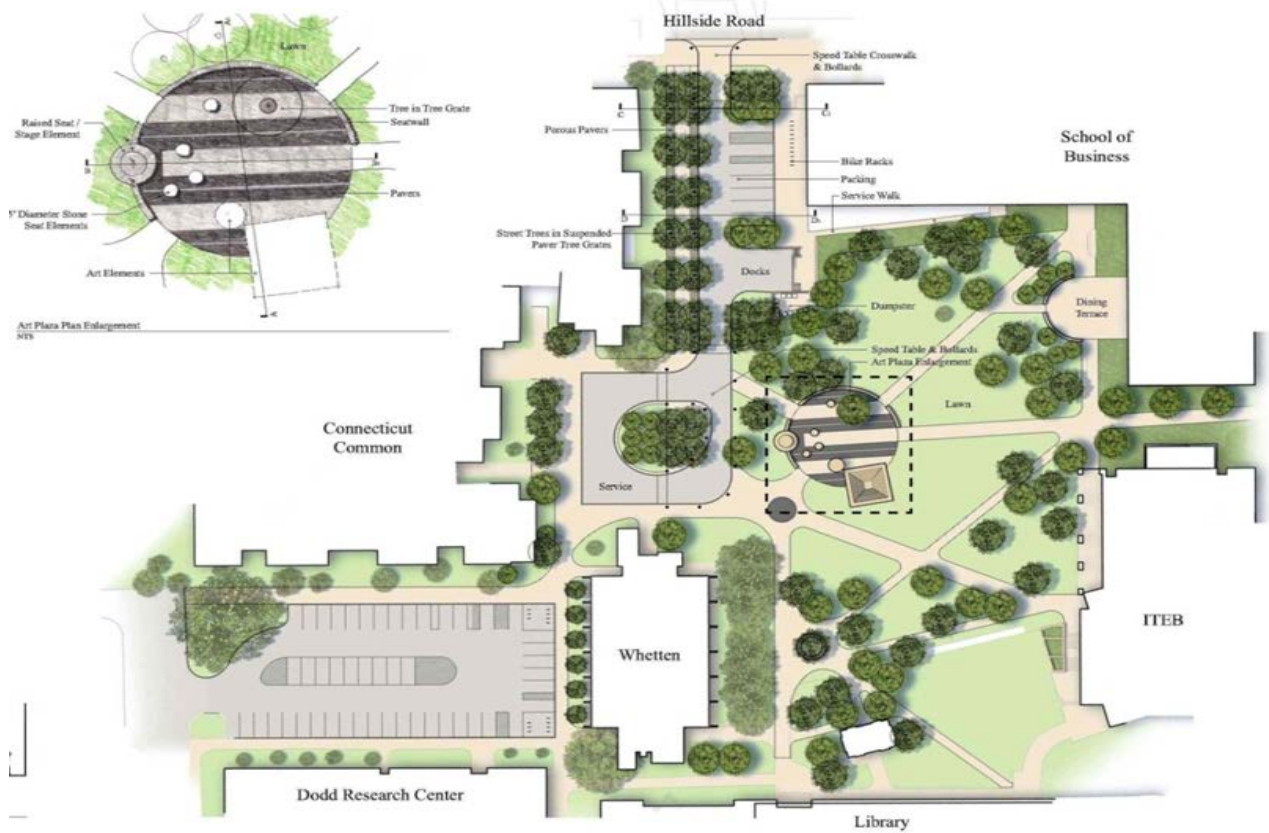 Hillside Road
Lawn
Speed Table Crosswalk
& Bollards
Tree in Tree Grate
Seatwall
Raised Seat /
Stage Element
Porous Pavers
School of
Business
Bike Racks
Packing
Pavers
Service Walk
5' Diameter Stone
Seat Elements
Street Trees in Suspended
Paver Tree Grates
Art Elements
Docks
Dumpster
Dining
Terrace
Art Plaza Plan Enlargement
NTS
Speed Table & Bollards
Art Plaza Enlargement
Lawn
Connecticut
Common
Service
Whetten
ITEB
Dodd Research Center
Library